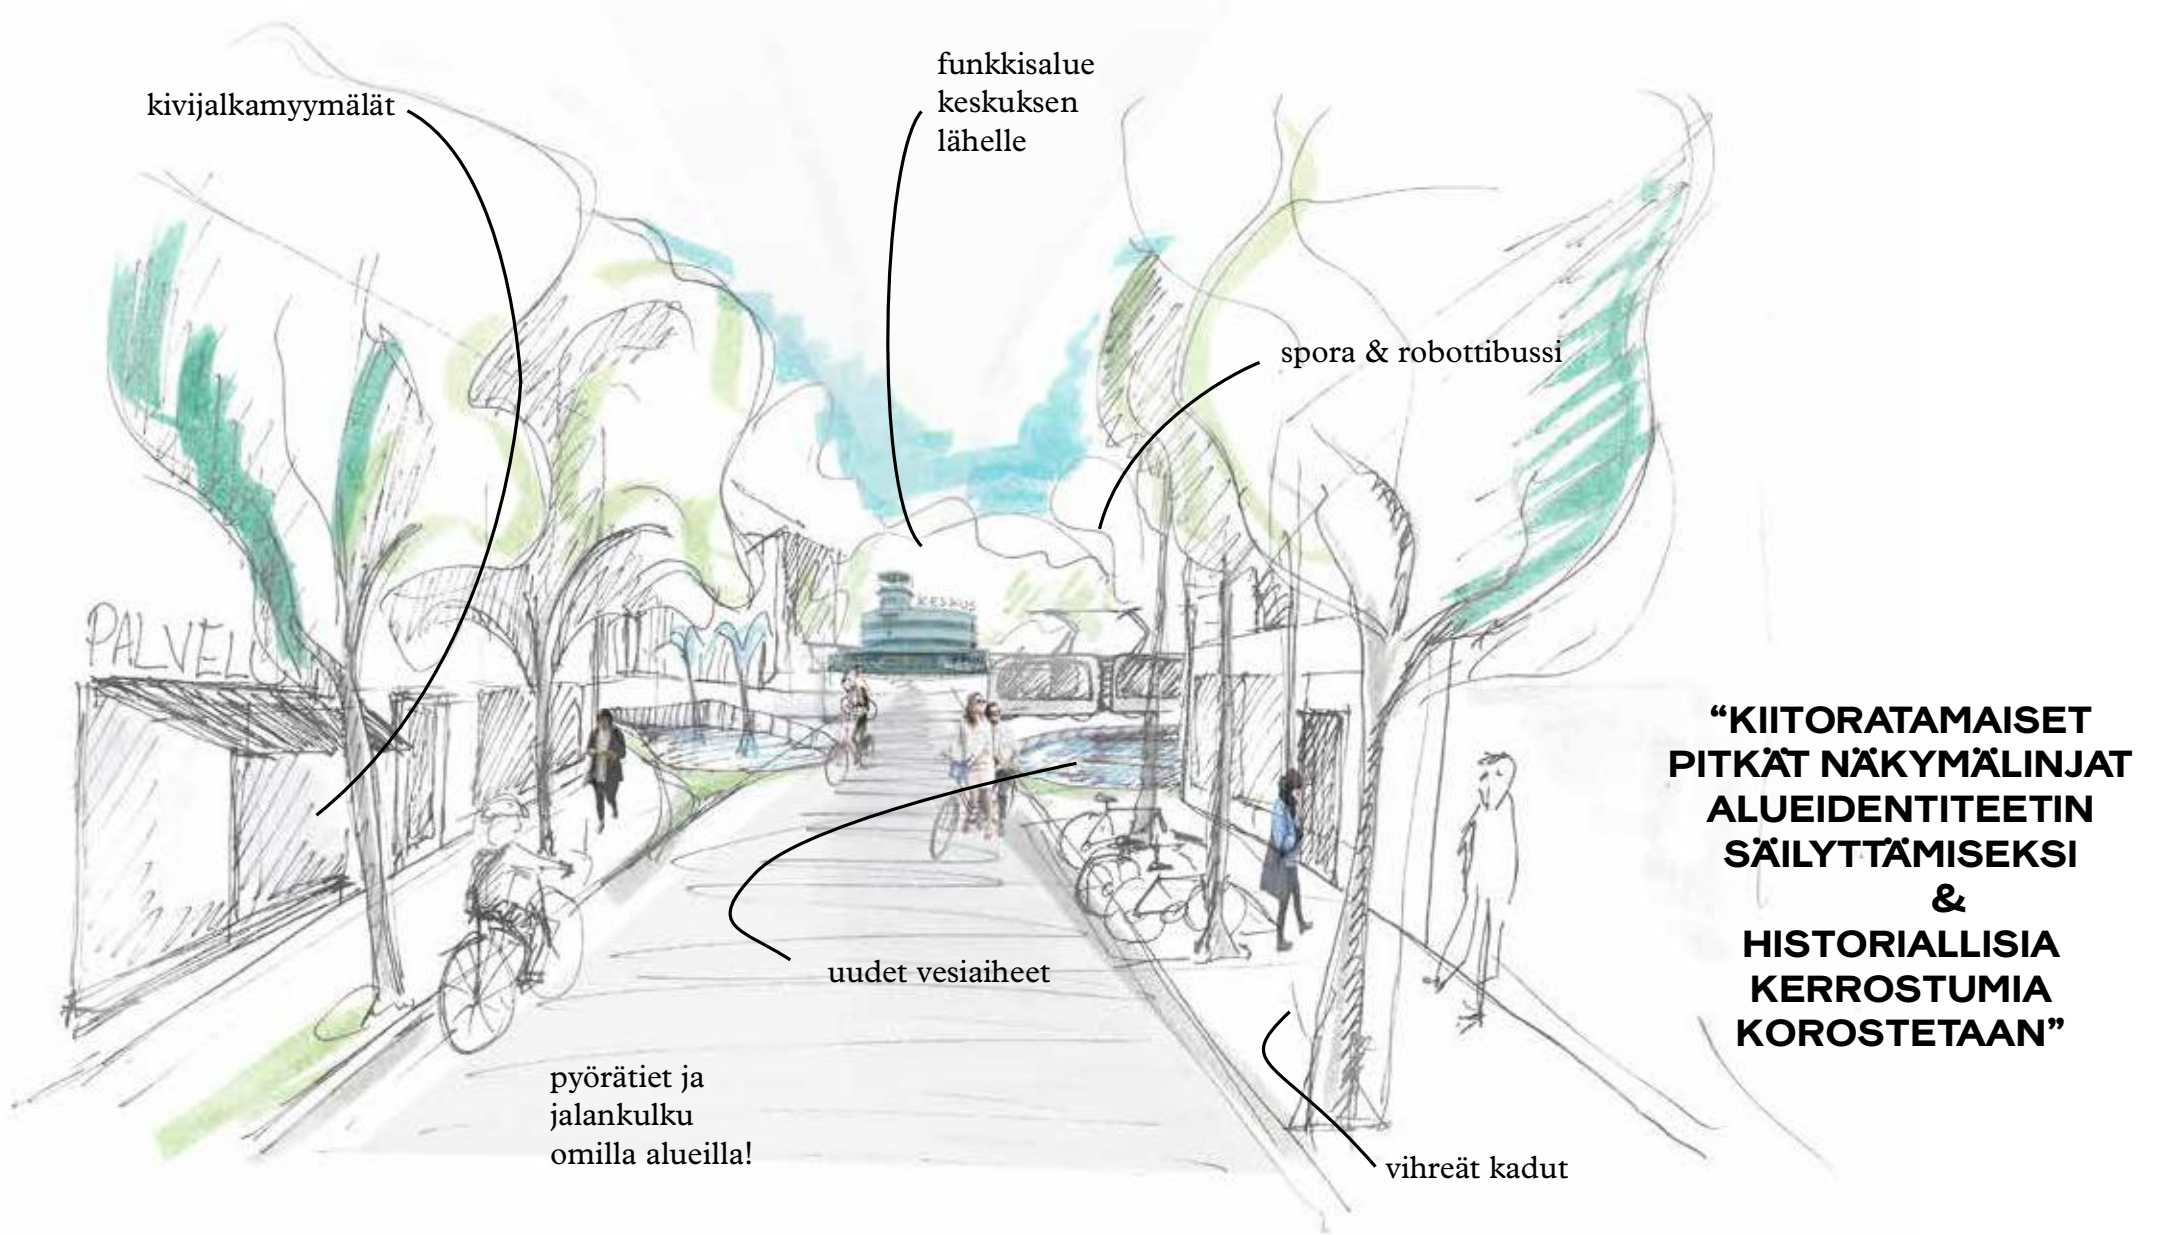 kivijalkamyymälät
funkkisalue
keskuksen
lähelle
spora & robottibussi
KESKUS
PALVELU
“KIITORATAMAISET
PITKÄT NÄKYMÄLINJAT
ALUEIDENTITEETIN
SÄILYTTÄMISEKSI
&
HISTORIALLISIA
KERROSTUMIA
KOROSTETAAN”
uudet vesiaiheet
pyörätiet ja
jalankulku
omilla alueilla!
vihreät kadut